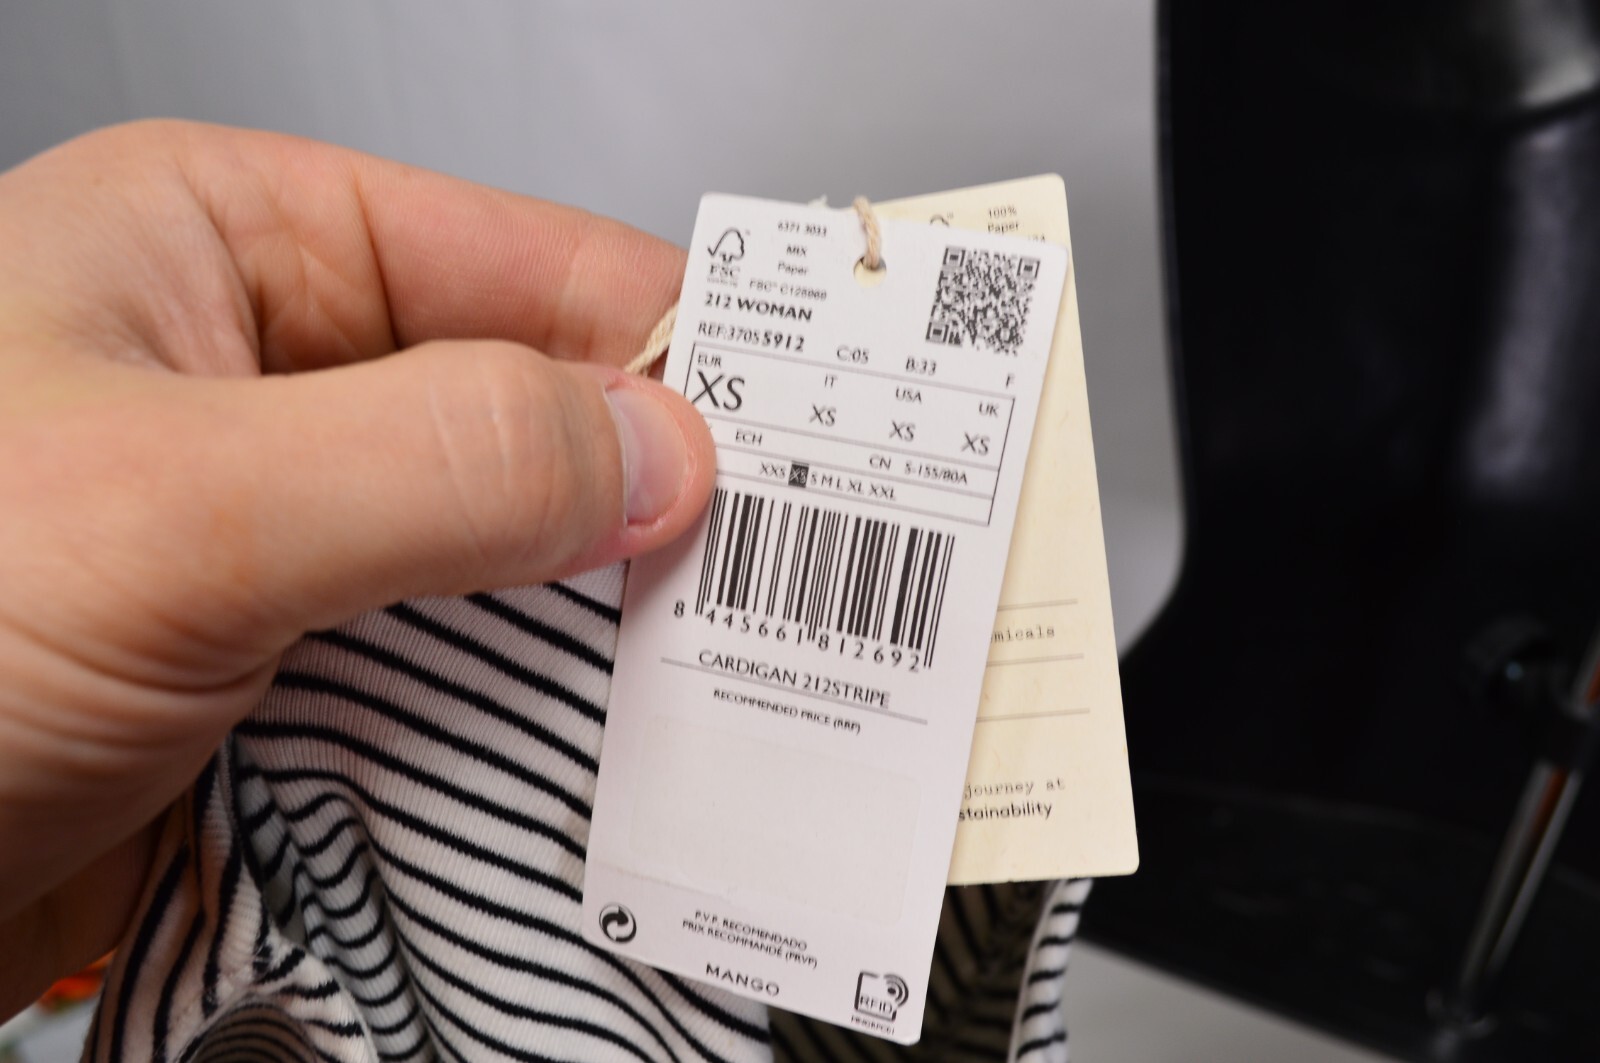 6371 3033
MIX
Paper
FSC™ C125060
FSC
212 WOMAN
REF:3705 5912 C:05 B:33 F
EUR IT USA UK
XS XS XS XS
ECH CN S-155/80A
XXS XS S M L XL XXL
8 445661 812692
CARDIGAN 212STRIPE
RECOMMENDED PRICE (RRP)
P.V.P. RECOMENDADO
PRIX RECOMMANDÉ (PRVP)
MANGO
RFID
100%
Paper
micals
journey at
stainability